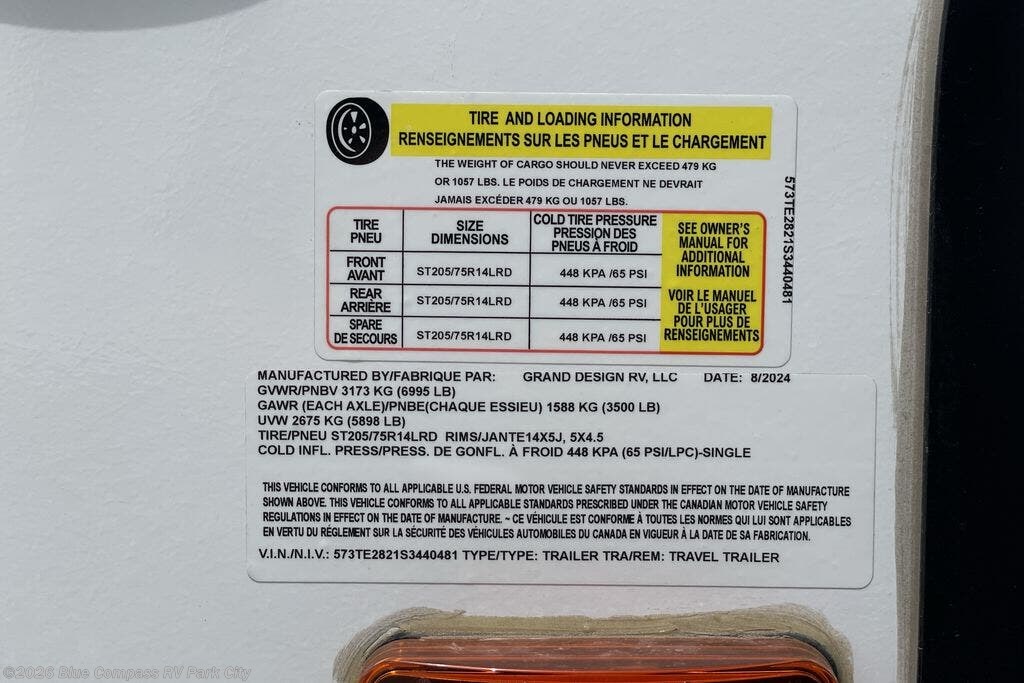 TIRE AND LOADING INFORMATION
RENSEIGNEMENTS SUR LES PNEUS ET LE CHARGEMENT
THE WEIGHT OF CARGO SHOULD NEVER EXCEED 479 KG
OR 1057 LBS. LE POIDS DE CHARGEMENT NE DEVRAIT
JAMAIS EXCÉDER 479 KG OU 1057 LBS.
TIRE
PNEU
SIZE
DIMENSIONS
COLD TIRE PRESSURE
PRESSION DES
PNEUS À FROID
FRONT
AVANT
ST205/75R14LRD
448 KPA /65 PSI
REAR
ARRIÈRE
ST205/75R14LRD
448 KPA /65 PSI
SPARE
DE SECOURS
ST205/75R14LRD
448 KPA /65 PSI
SEE OWNER'S
MANUAL FOR
ADDITIONAL
INFORMATION
VOIR LE MANUEL
DE L'USAGER
POUR PLUS DE
RENSEIGNEMENTS
573TE2821S3440481
MANUFACTURED BY/FABRIQUE PAR: GRAND DESIGN RV, LLC DATE: 8/2024
GVWR/PNBV 3173 KG (6995 LB)
GAWR (EACH AXLE)/PNBE(CHAQUE ESSIEU) 1588 KG (3500 LB)
UVW 2675 KG (5898 LB)
TIRE/PNEU ST205/75R14LRD RIMS/JANTE14X5J, 5X4.5
COLD INFL. PRESS/PRESS. DE GONFL. À FROID 448 KPA (65 PSI/LPC)-SINGLE
THIS VEHICLE CONFORMS TO ALL APPLICABLE U.S. FEDERAL MOTOR VEHICLE SAFETY STANDARDS IN EFFECT ON THE DATE OF MANUFACTURE
SHOWN ABOVE. THIS VEHICLE CONFORMS TO ALL APPLICABLE STANDARDS PRESCRIBED UNDER THE CANADIAN MOTOR VEHICLE SAFETY
REGULATIONS IN EFFECT ON THE DATE OF MANUFACTURE. ~ CE VÉHICULE EST CONFORME À TOUTES LES NORMES QUI LUI SONT APPLICABLES
EN VERTU DU RÉGLEMENT SUR LA SÉCURITÉ DES VÉHICULES AUTOMOBILES DU CANADA EN VIGUEUR À LA DATE DE SA FABRICATION.
V.I.N./N.I.V.: 573TE2821S3440481 TYPE/TYPE: TRAILER TRA/REM: TRAVEL TRAILER
©2026 Blue Compass RV Park City